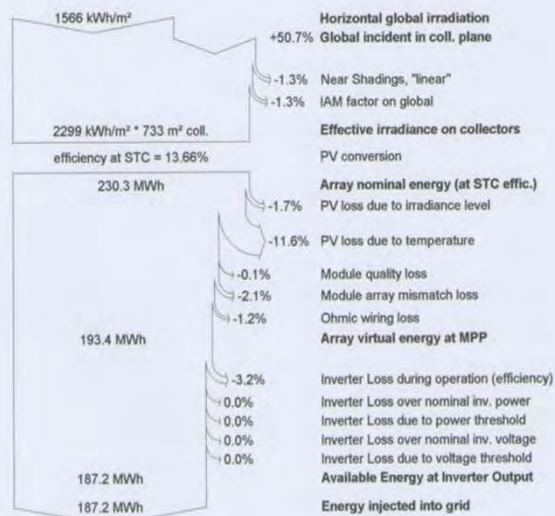 1566 kWh/m² Horizontal global irradiation
+50.7% Global incident in coll. plane
-1.3% Near Shadings, "linear"
-1.3% IAM factor on global
2299 kWh/m² * 733 m² coll. Effective irradiance on collectors
efficiency at STC = 13.66% PV conversion
230.3 MWh Array nominal energy (at STC effic.)
-1.7% PV loss due to irradiance level
-11.6% PV loss due to temperature
-0.1% Module quality loss
-2.1% Module array mismatch loss
-1.2% Ohmic wiring loss
193.4 MWh Array virtual energy at MPP
-3.2% Inverter Loss during operation (efficiency)
0.0% Inverter Loss over nominal inv. power
0.0% Inverter Loss due to power threshold
0.0% Inverter Loss over nominal inv. voltage
0.0% Inverter Loss due to voltage threshold
187.2 MWh Available Energy at Inverter Output
187.2 MWh Energy injected into grid